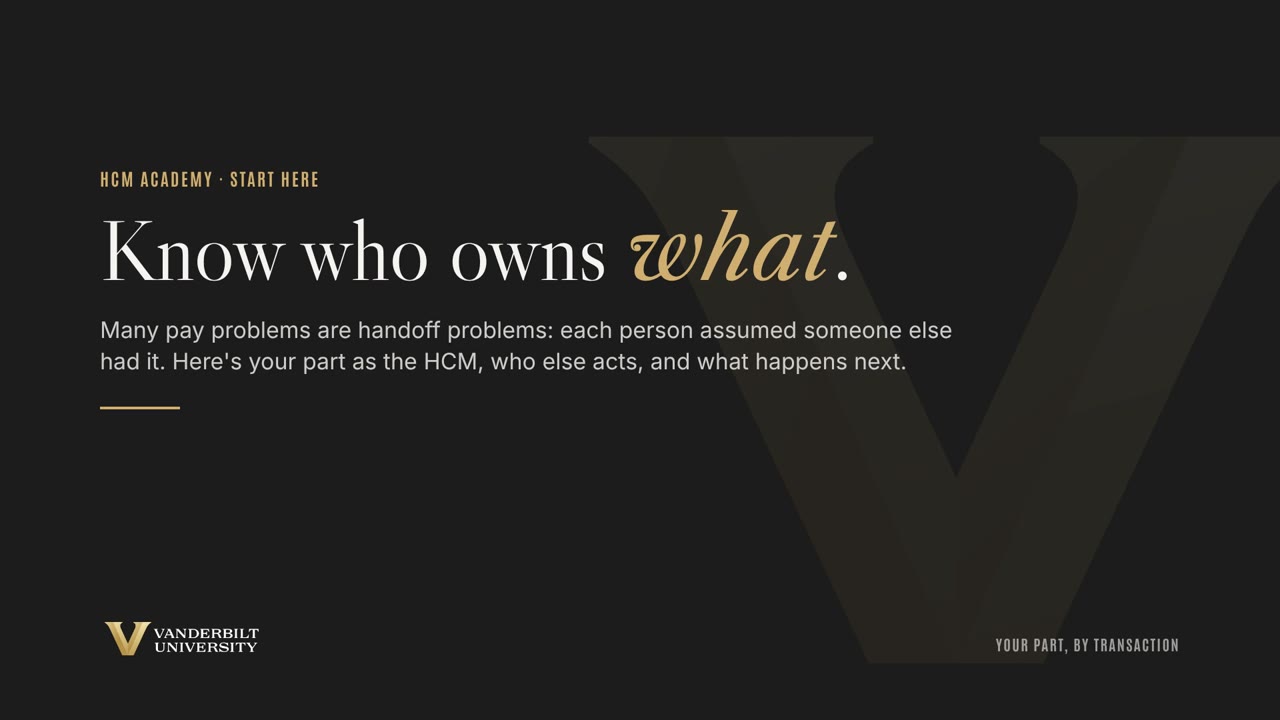 HCM ACADEMY · START HERE
Know who owns what.
Many pay problems are handoff problems: each person assumed someone else
had it. Here's your part as the HCM, who else acts, and what happens next.
VANDERBILT
UNIVERSITY
YOUR PART, BY TRANSACTION